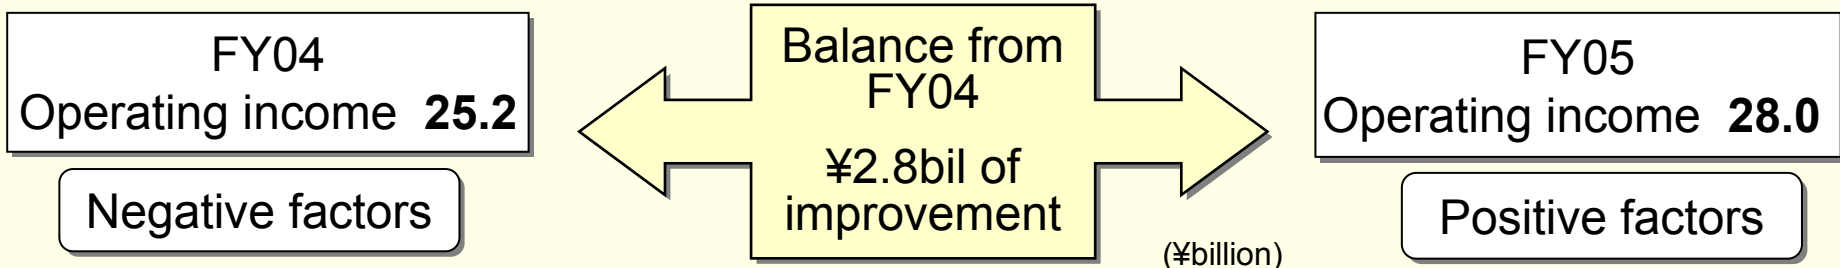 FY04
Operating income 25.2
Negative factors
Balance from
FY04
¥2.8bil of
improvement
(¥billion)
FY05
Operating income 28.0
Positive factors